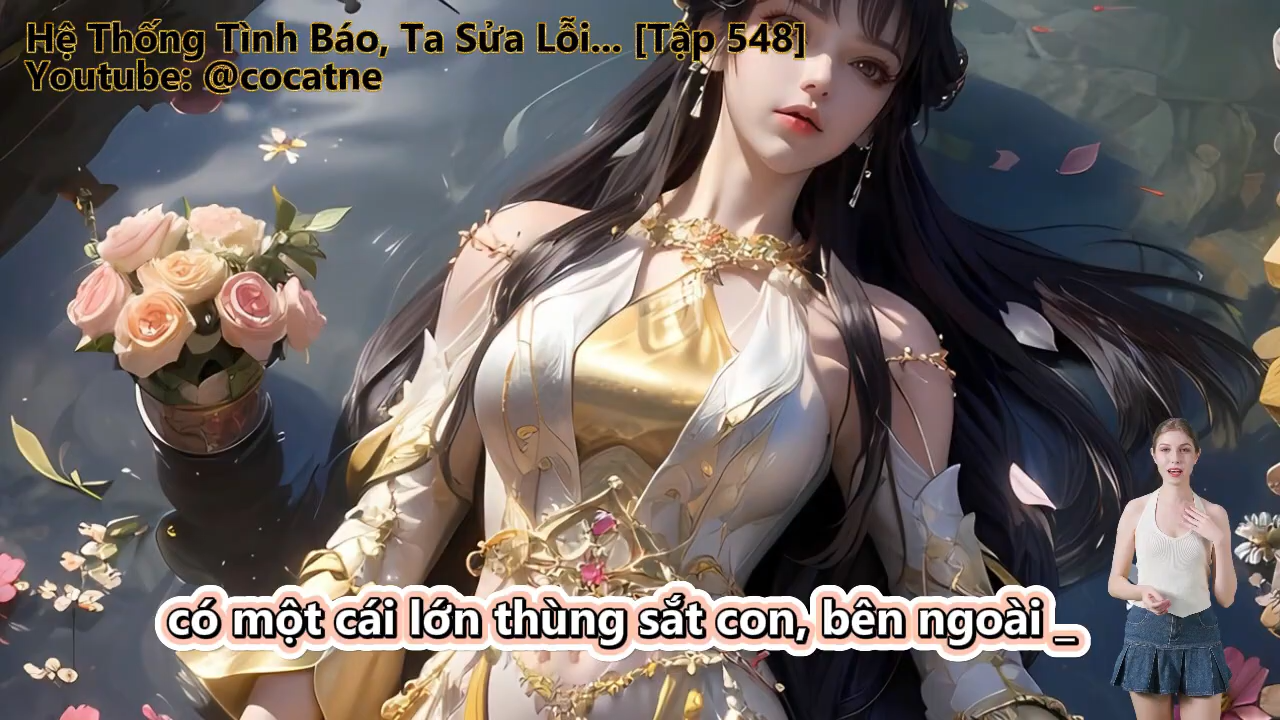 Hệ Thống Tình Báo, Ta Sửa Lỗi... [Tập 548]
Youtube: @cocatne
có một cái lớn thùng sắt con, bên ngoài _